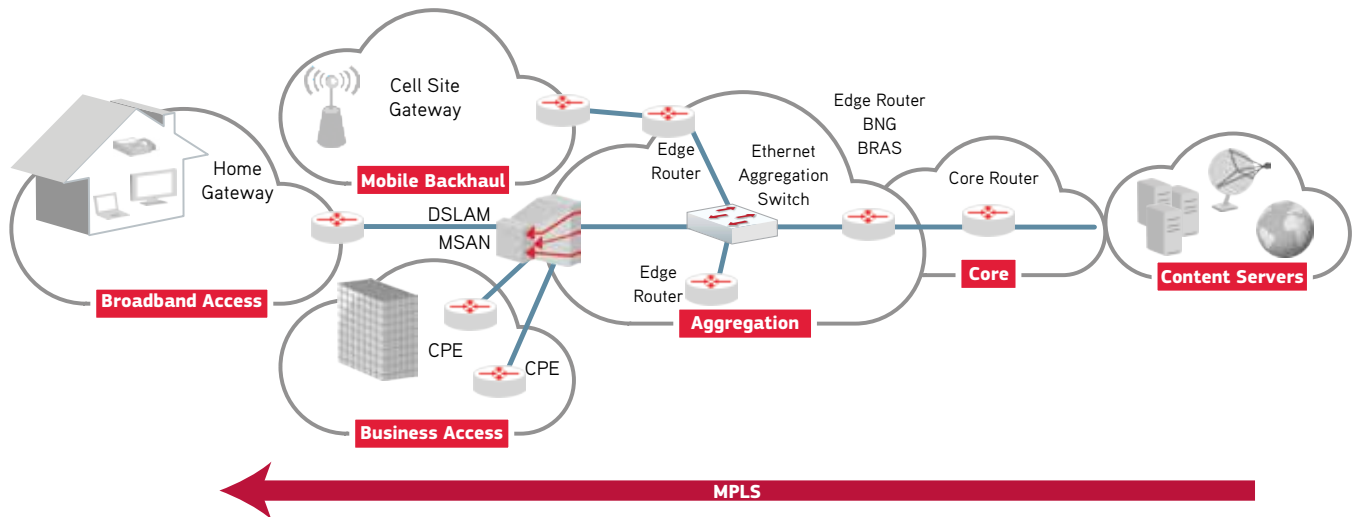 Cell Site
Gateway
Mobile Backhaul
Home
Gateway
Broadband Access
DSLAM
MSAN
CPE
CPE
Business Access
Edge
Router
Ethernet
Aggregation
Switch
Edge
Router
Aggregation
Edge Router
BNG
BRAS
Core Router
Core
Content Servers
MPLS